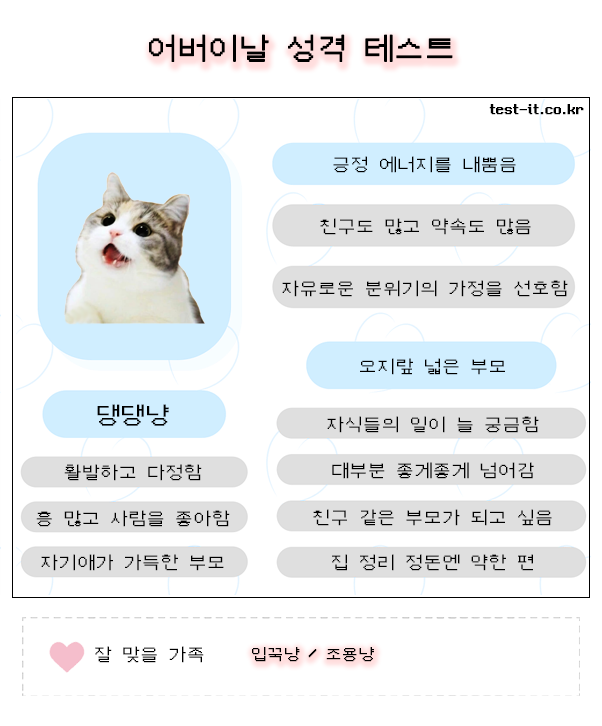 어버이날 성격 테스트
test-it.co.kr
긍정 에너지를 내뿜음
친구도 많고 약속도 많음
자유로운 분위기의 가정을 선호함
댕댕냥
활발하고 다정함
흥 많고 사람을 좋아함
자기애가 가득한 부모
오지랖 넓은 부모
자식들의 일이 늘 궁금함
대부분 좋게좋게 넘어감
친구 같은 부모가 되고 싶음
집 정리 정돈엔 약한 편
잘 맞을 가족
입꾹냥 / 조용냥